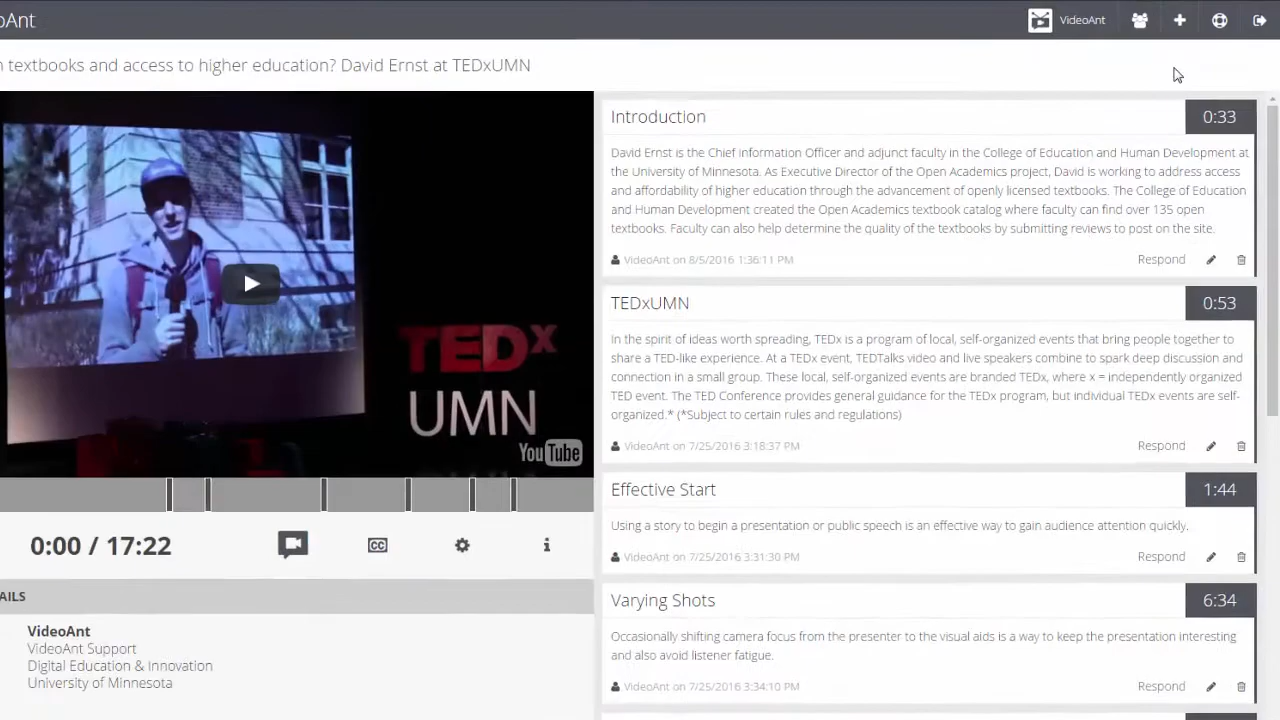 oAnt
VideoAnt
n textbooks and access to higher education? David Ernst at TEDxUMN
TEDx
UMN
YouTube
0:00 / 17:22
CC
AILS
VideoAnt
VideoAnt Support
Digital Education & Innovation
University of Minnesota
Introduction
0:33
David Ernst is the Chief Information Officer and adjunct faculty in the College of Education and Human Development at
the University of Minnesota. As Executive Director of the Open Academics project, David is working to address access
and affordability of higher education through the advancement of openly licensed textbooks. The College of Education
and Human Development created the Open Academics textbook catalog where faculty can find over 135 open
textbooks. Faculty can also help determine the quality of the textbooks by submitting reviews to post on the site.
VideoAnt on 8/5/2016 1:36:11 PM
Respond
TEDxUMN
0:53
In the spirit of ideas worth spreading, TEDx is a program of local, self-organized events that bring people together to
share a TED-like experience. At a TEDx event, TEDTalks video and live speakers combine to spark deep discussion and
connection in a small group. These local, self-organized events are branded TEDx, where x = independently organized
TED event. The TED Conference provides general guidance for the TEDx program, but individual TEDx events are self-
organized.* (*Subject to certain rules and regulations)
VideoAnt on 7/25/2016 3:18:37 PM
Respond
Effective Start
1:44
Using a story to begin a presentation or public speech is an effective way to gain audience attention quickly.
VideoAnt on 7/25/2016 3:31:30 PM
Respond
Varying Shots
6:34
Occasionally shifting camera focus from the presenter to the visual aids is a way to keep the presentation interesting
and also avoid listener fatigue.
VideoAnt on 7/25/2016 3:34:10 PM
Respond